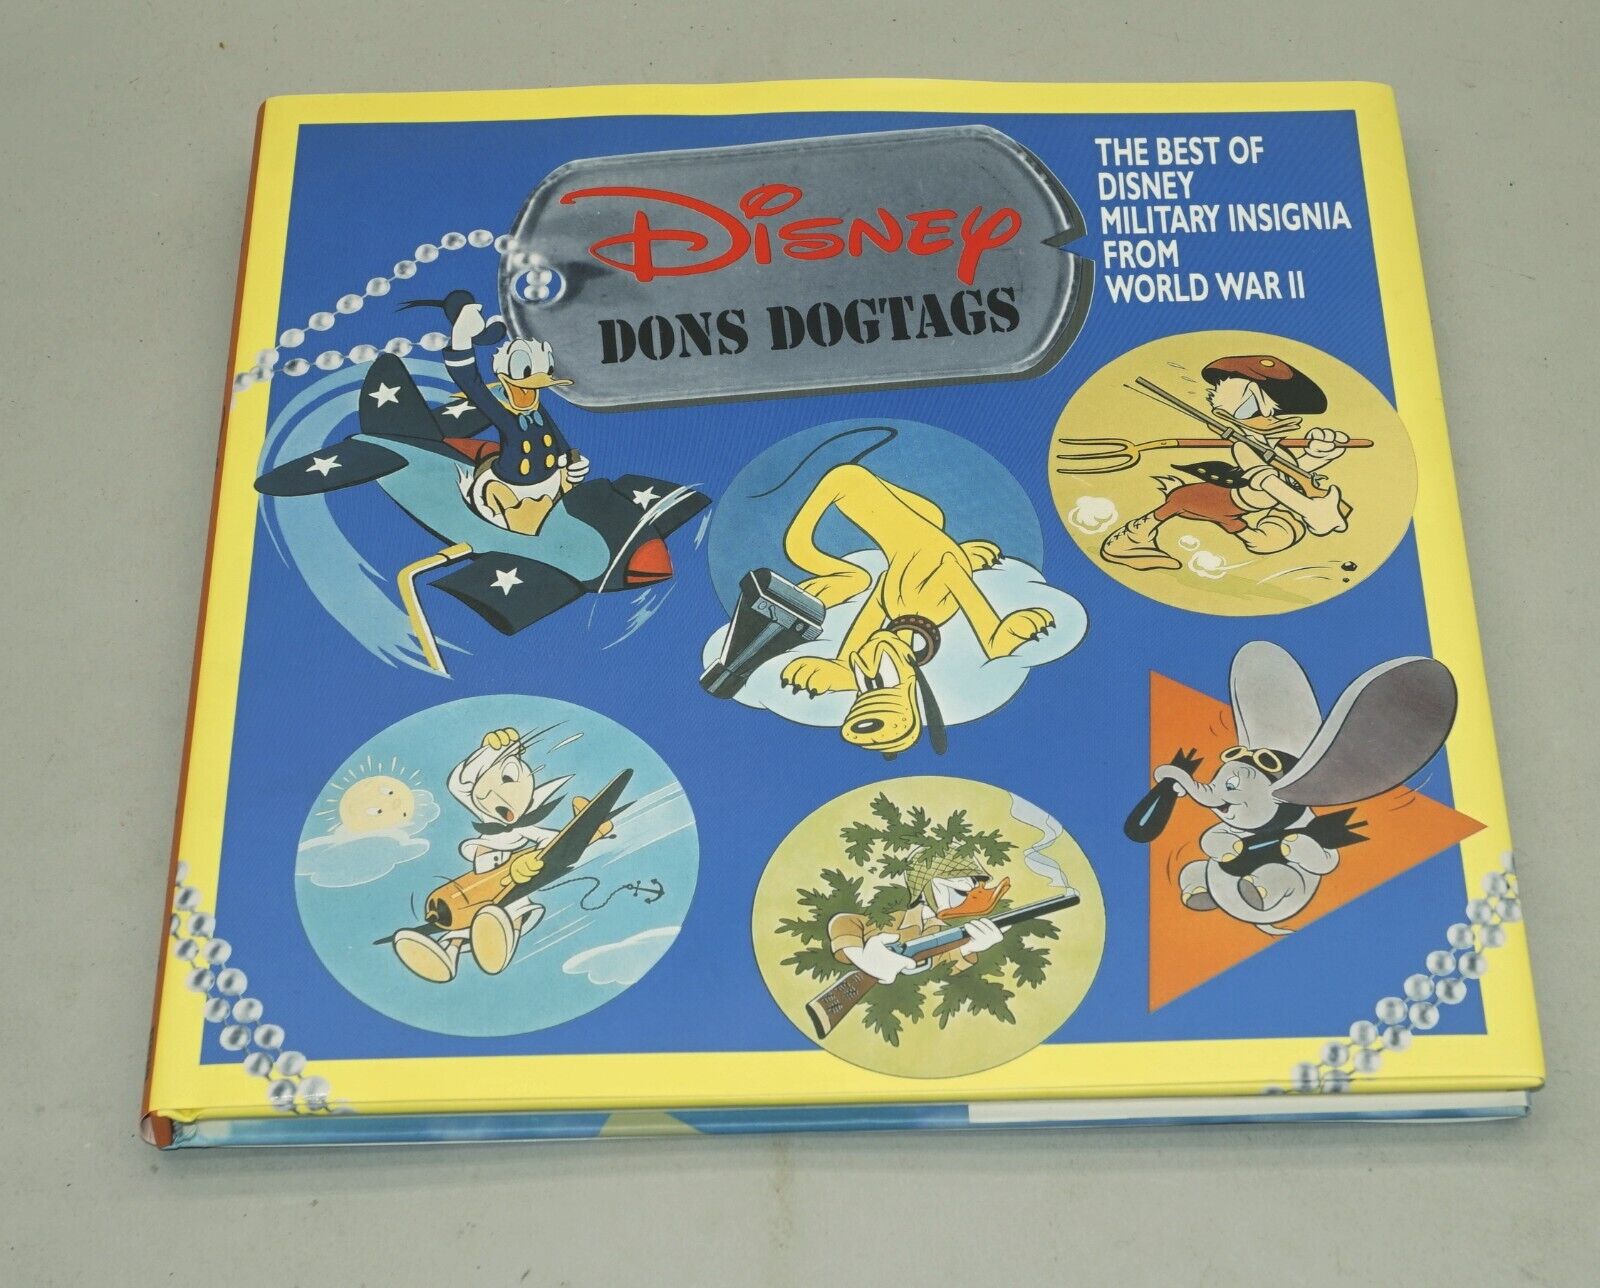 DISNEY
DONS DOGTAGS
THE BEST OF
DISNEY
MILITARY INSIGNIA
FROM
WORLD WAR II